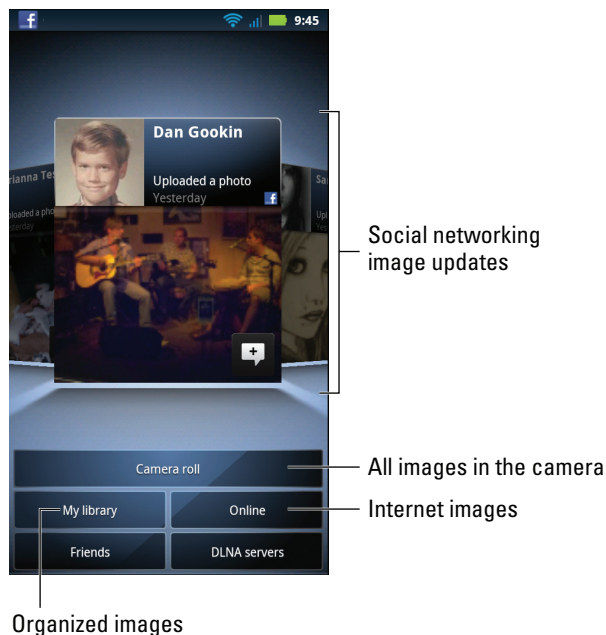 9:45
Dan Gookin
Uploaded a photo
Yesterday
Yesterday
Camera roll
My library
Online
Friends
DLNA servers
Social networking
image updates
All images in the camera
Internet images
Organized images